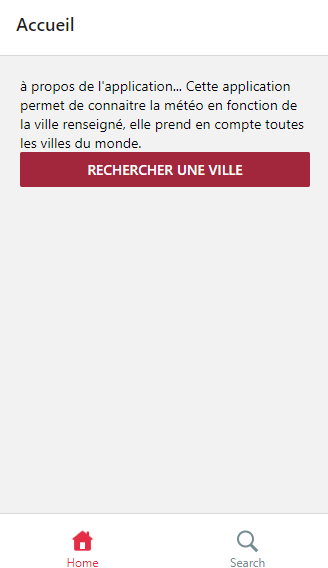 Accueil
à propos de l'application... Cette application
permet de connaitre la météo en fonction de
la ville renseigné, elle prend en compte toutes
les villes du monde.
RECHERCHER UNE VILLE
Home
Search